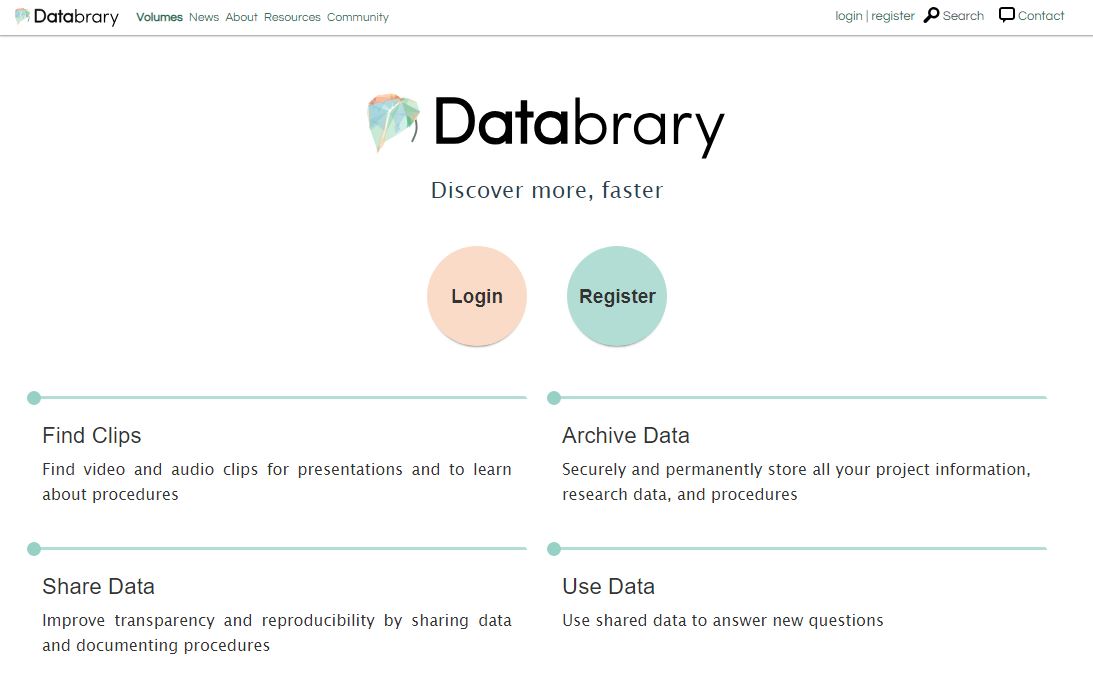 Databrary Volumes News About Resources Community login | register Search Contact
Databrary
Discover more, faster
Login Register
Find Clips
Find video and audio clips for presentations and to learn
about procedures
Archive Data
Securely and permanently store all your project information,
research data, and procedures
Share Data
Improve transparency and reproducibility by sharing data
and documenting procedures
Use Data
Use shared data to answer new questions